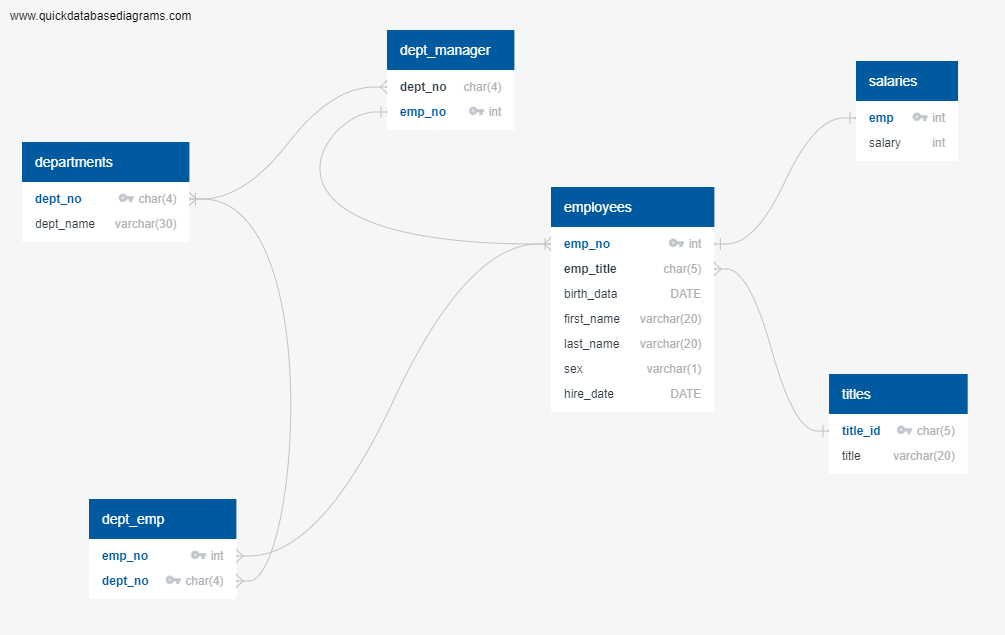 www.quickdatabasediagrams.com
dept_manager
dept_no char(4)
emp_no int
salaries
emp int
salary int
departments
dept_no char(4)
dept_name varchar(30)
employees
emp_no int
emp_title char(5)
birth_data DATE
first_name varchar(20)
last_name varchar(20)
sex varchar(1)
hire_date DATE
titles
title_id char(5)
title varchar(20)
dept_emp
emp_no int
dept_no char(4)